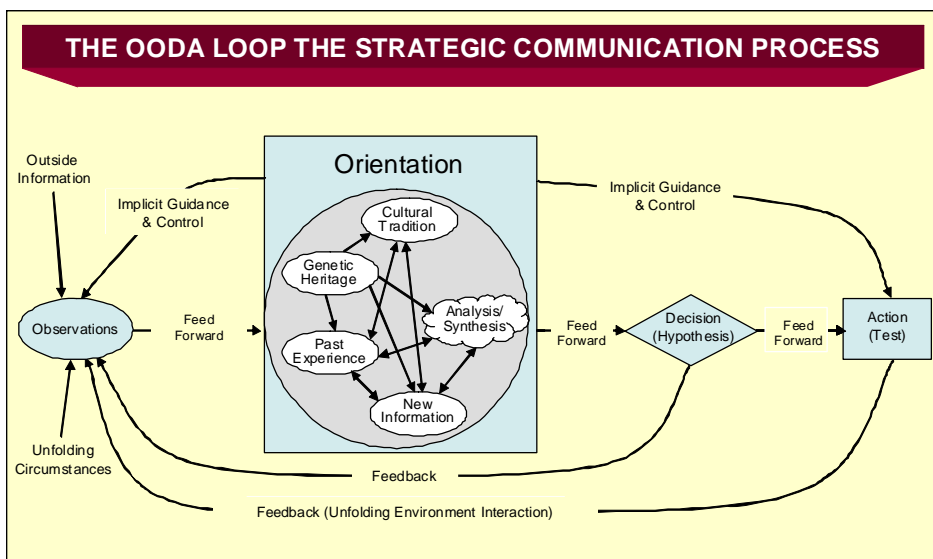 THE OODA LOOP THE STRATEGIC COMMUNICATION PROCESS
Orientation
Outside
Information
Implicit Guidance
& Control
Implicit Guidance
& Control
Cultural
Tradition
Genetic
Heritage
Analysis/
Synthesis
Past
Experience
New
Information
Observations
Feed
Forward
Feed
Forward
Decision
(Hypothesis)
Feed
Forward
Action
(Test)
Unfolding
Circumstances
Feedback
Feedback (Unfolding Environment Interaction)